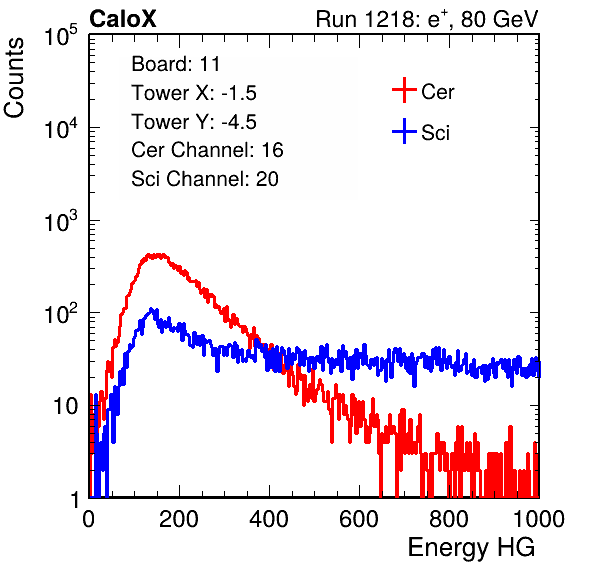 CaloX Run 1218: e⁺, 80 GeV
Counts
Board: 11
Tower X: -1.5
Tower Y: -4.5
Cer Channel: 16
Sci Channel: 20
Cer
Sci
10⁵
10⁴
10³
10²
10
1
0 200 400 600 800 1000
Energy HG